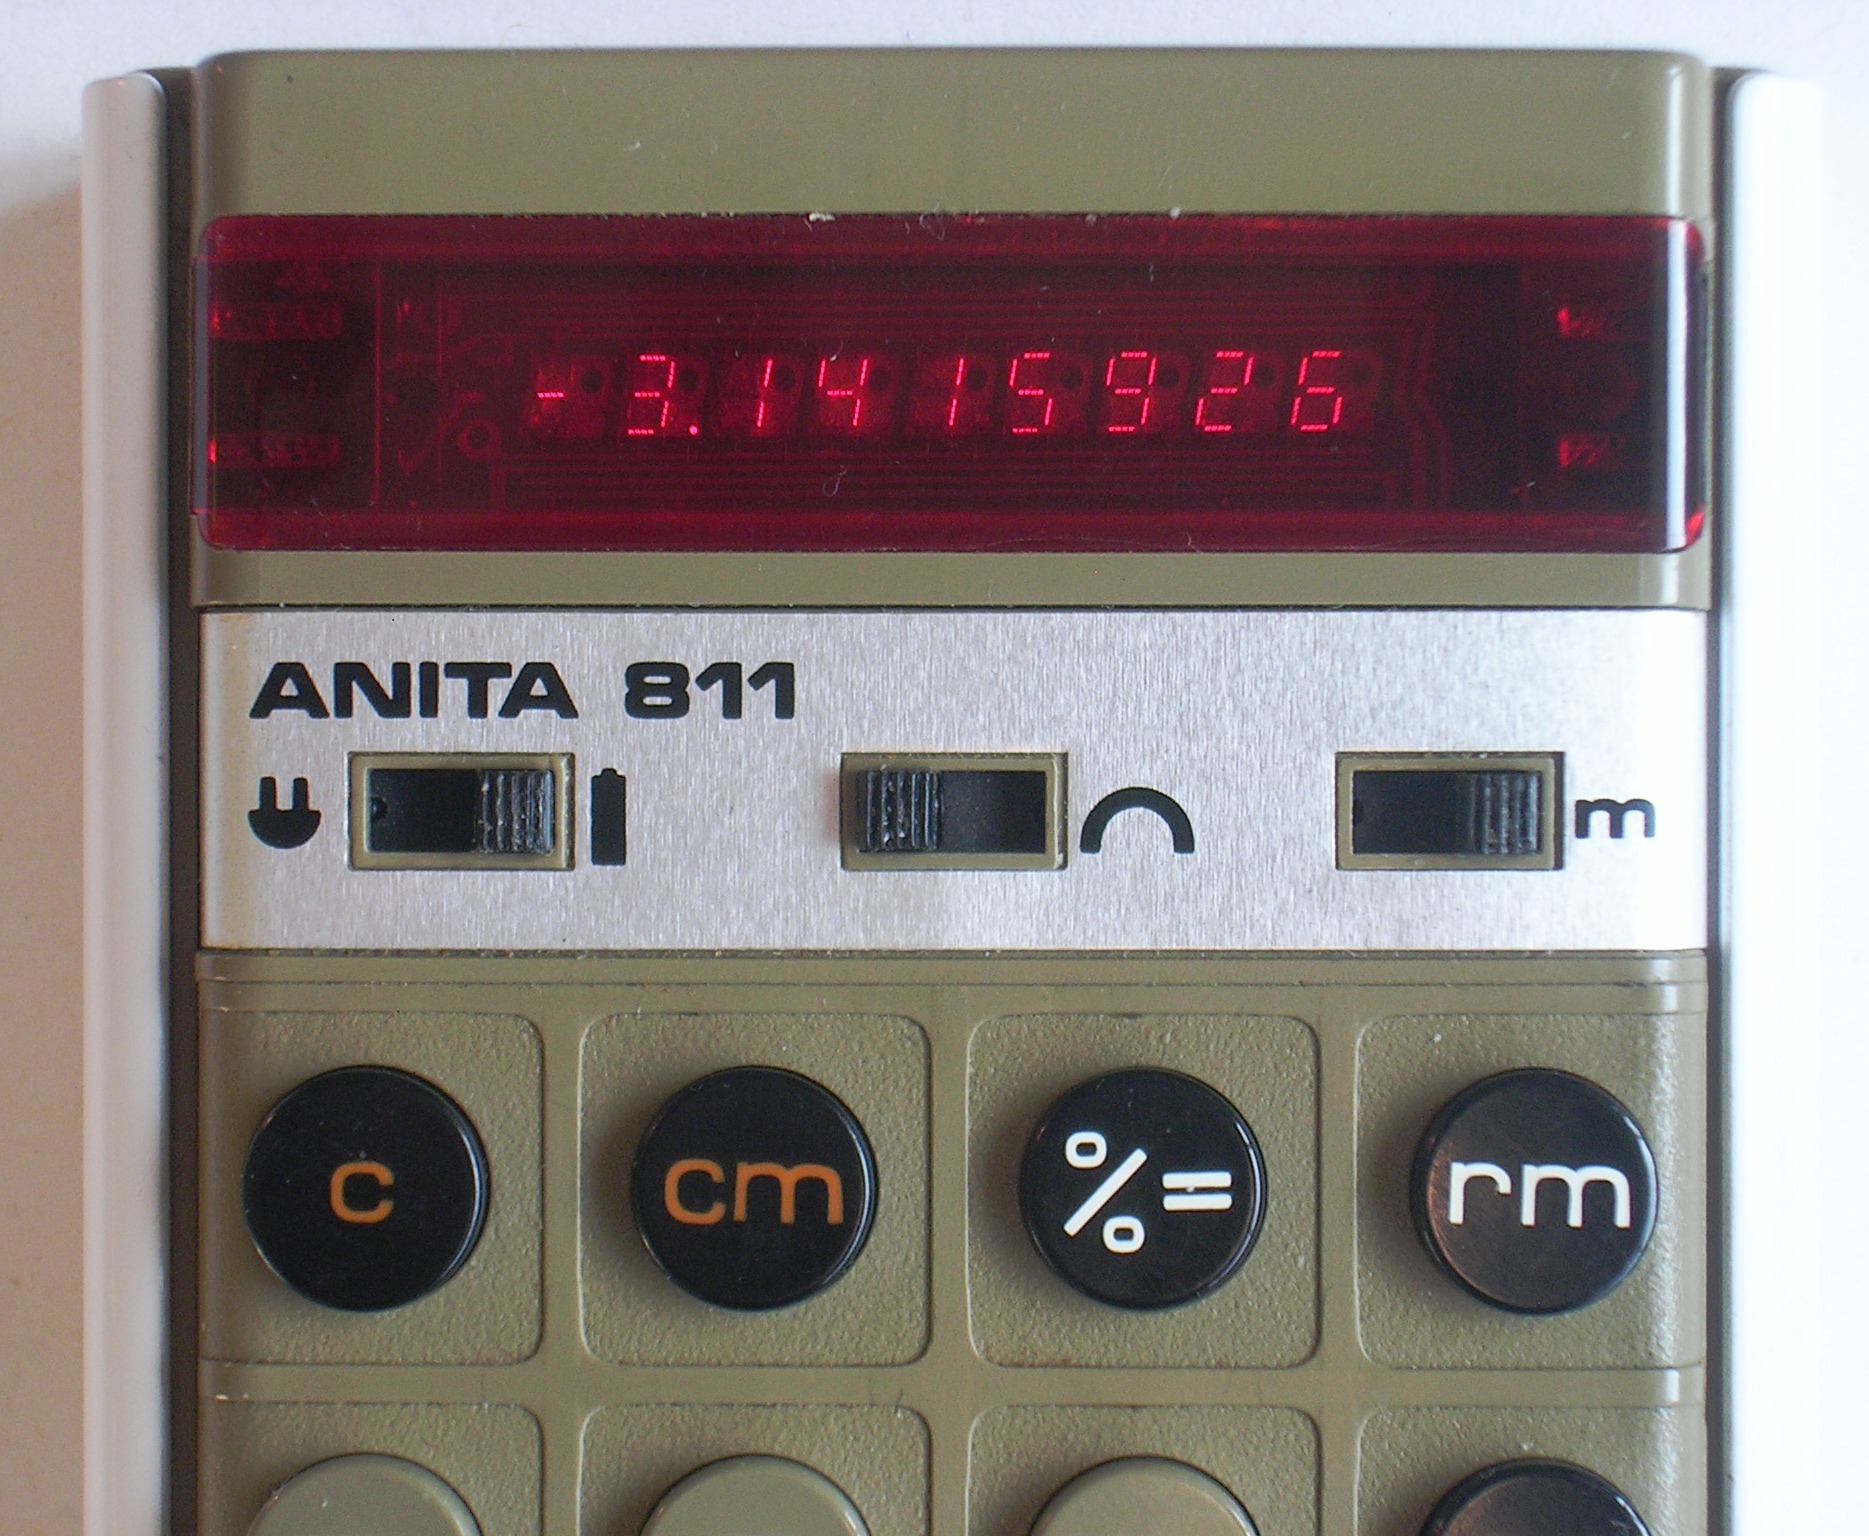 -3.1415926
ANITA 811
m
c cm %= rm